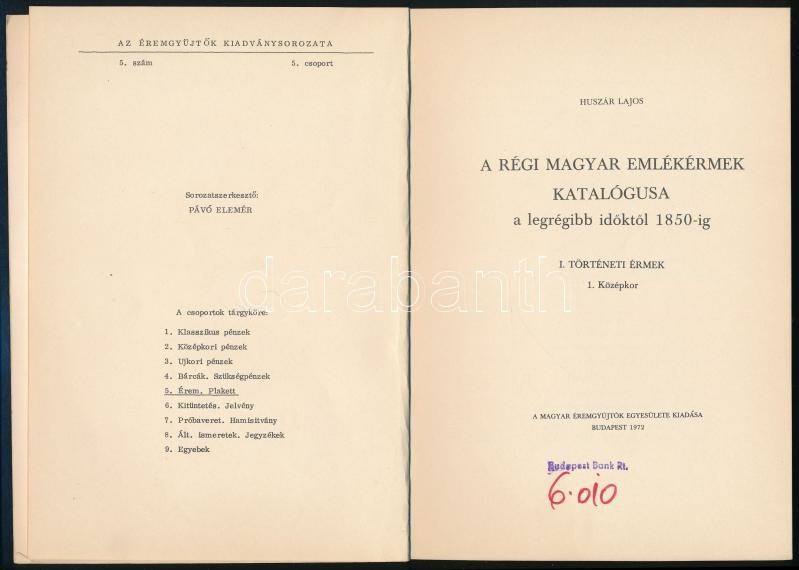 AZ ÉREMGYÜJTŐK KIADVÁNYSOROZATA
5. szám 5. csoport
Sorozatszerkesztő:
PÁVÓ ELEMÉR
A csoportok tárgyköre:
1. Klasszikus pénzek
2. Középkori pénzek
3. Ujkori pénzek
4. Bárcák. Szükségpénzek
5. Érem. Plakett
6. Kitüntetés. Jelvény
7. Próbaveret. Hamisitvány
8. Ált. ismeretek. Jegyzékek
9. Egyebek
HUSZÁR LAJOS
A RÉGI MAGYAR EMLÉKÉRMEK
KATALÓGUSA
a legrégibb időktől 1850-ig
I. TÖRTÉNETI ÉRMEK
1. Középkor
A MAGYAR ÉREMGYŰJTŐK EGYESÜLETE KIADÁSA
BUDAPEST 1972
Budapest Bank Rt.
6.010
darabanth